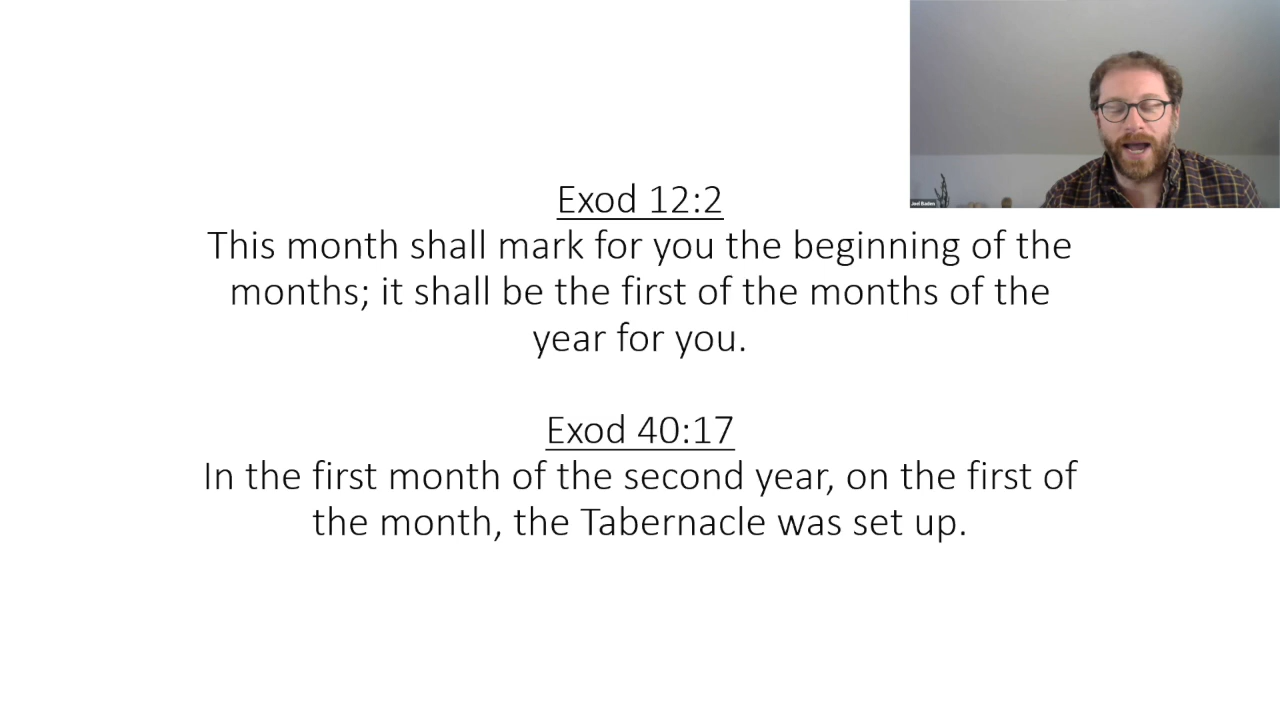 Exod 12:2
This month shall mark for you the beginning of the
months; it shall be the first of the months of the
year for you.
Exod 40:17
In the first month of the second year, on the first of
the month, the Tabernacle was set up.